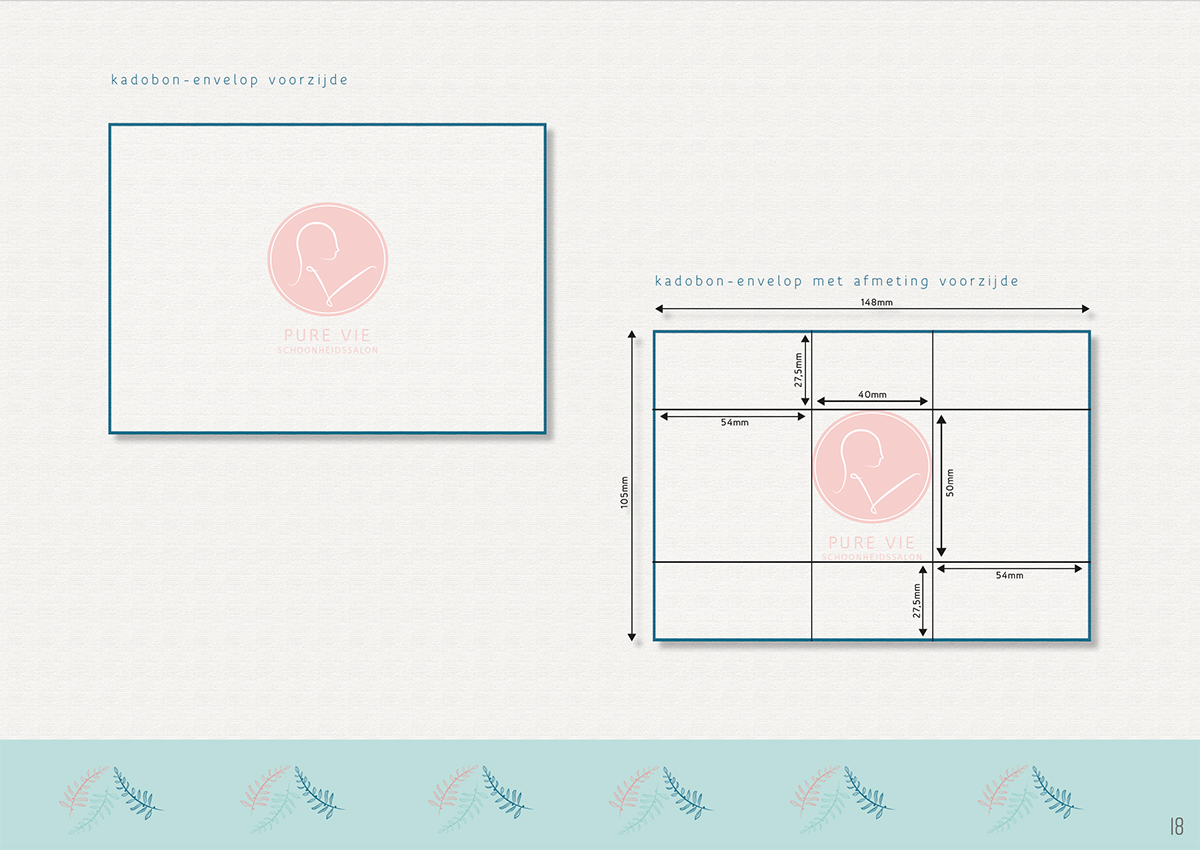 kadobon-envelop voorzijde
PURE VIE
SCHOONHEIDSSALON
kadobon-envelop met afmeting voorzijde
148mm
105mm
27,5mm
40mm
54mm
50mm
PURE VIE
SCHOONHEIDSSALON
54mm
27,5mm
18